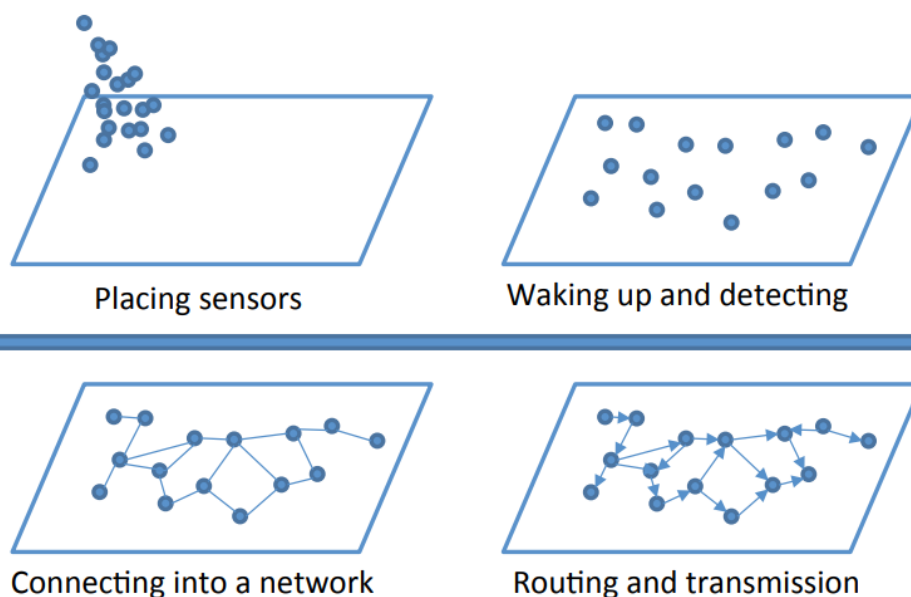 Placing sensors
Waking up and detecting
Connecting into a network
Routing and transmission